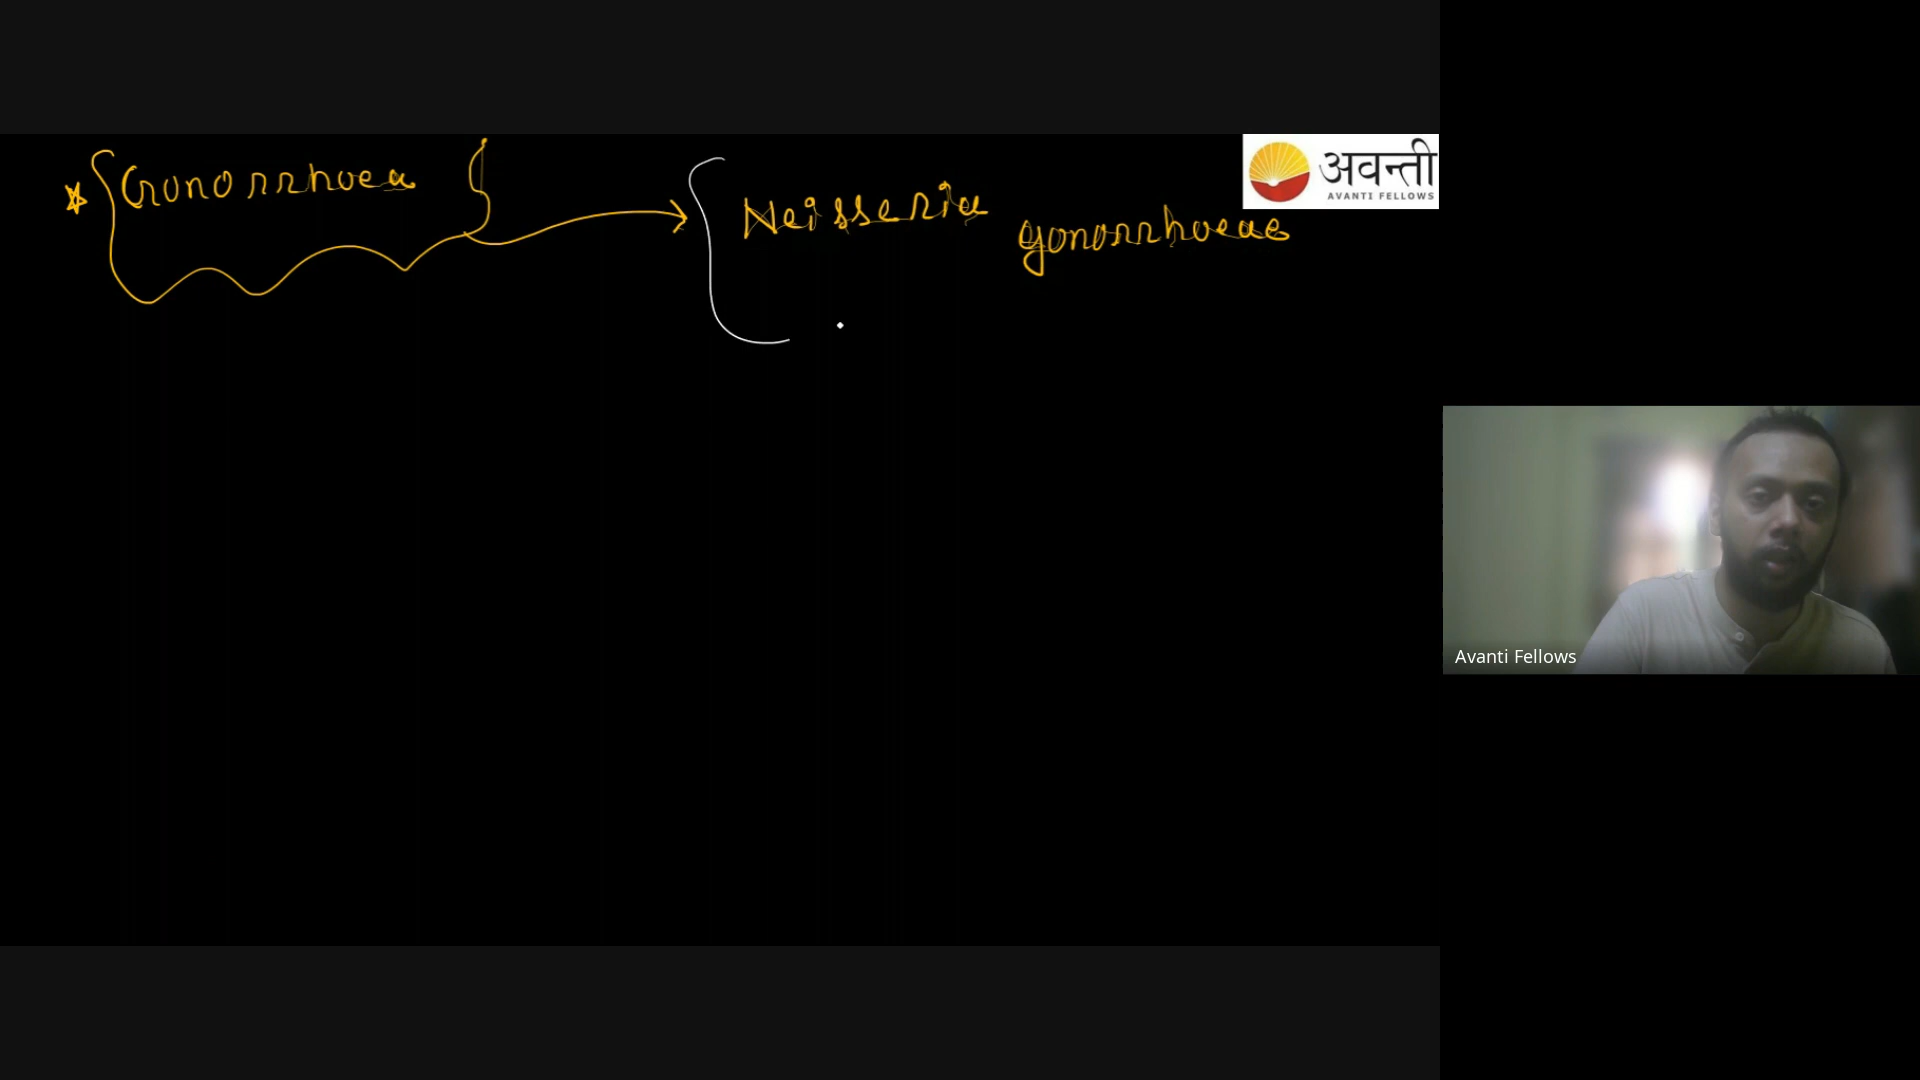 Gonorrhoea
Neisseria gonorrhoeae
अवन्ती
AVANTI FELLOWS
Avanti Fellows